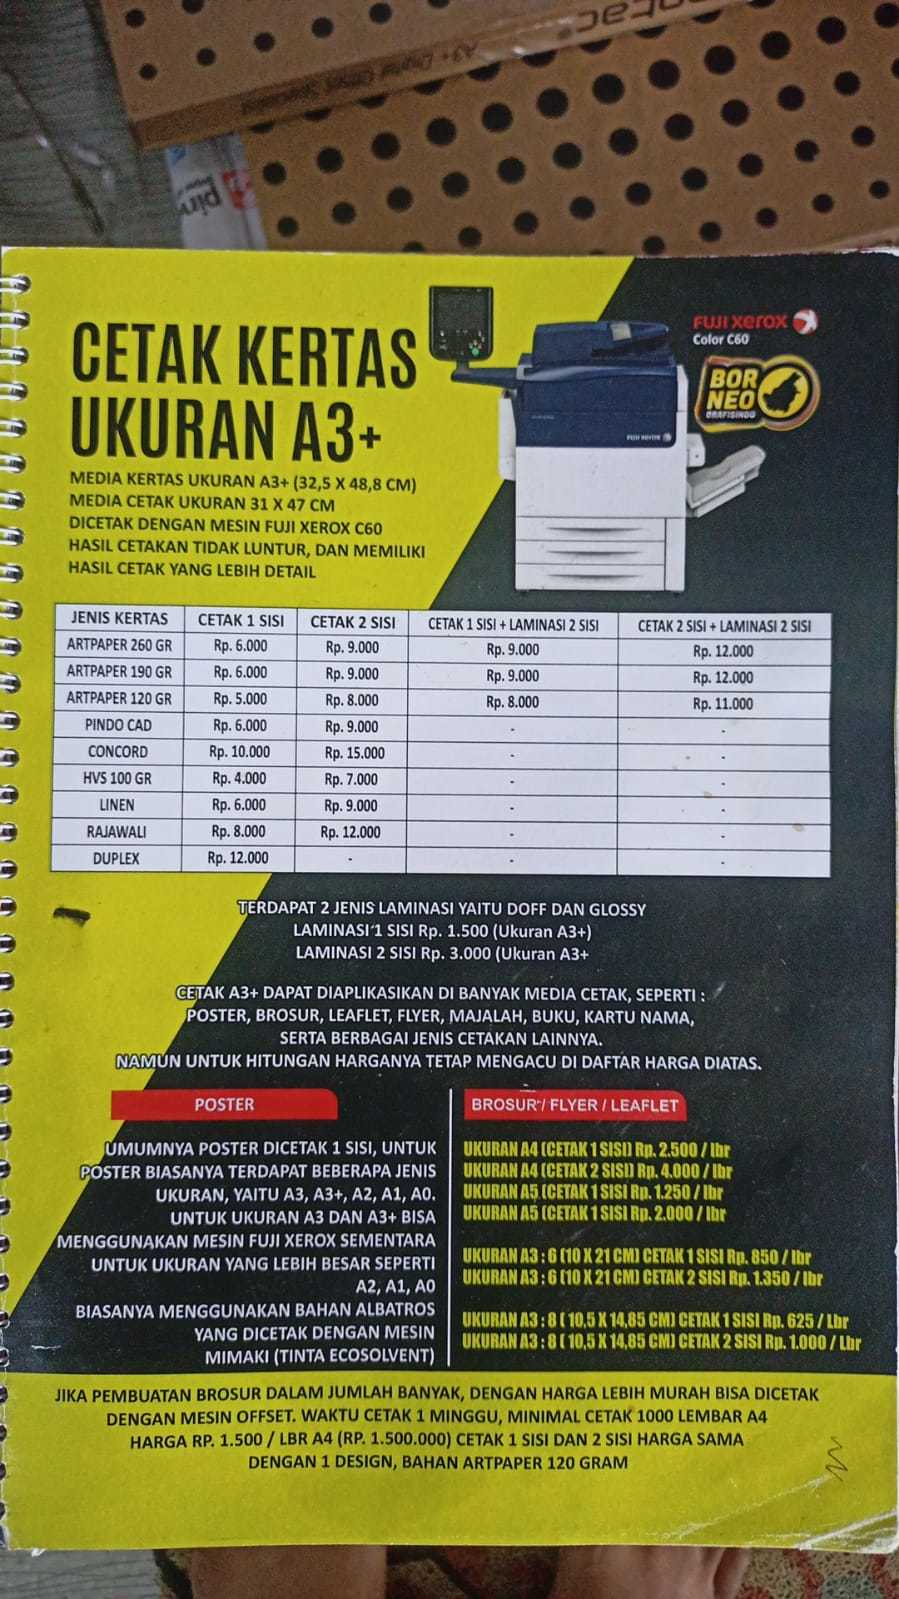 A3+ Digital Offset Specialist
CETAK KERTAS
UKURAN A3+
FUJI xerox
Color C60
BOR
NEO
GRAFISINDO
FUJI XEROX
MEDIA KERTAS UKURAN A3+ (32,5 X 48,8 CM)
MEDIA CETAK UKURAN 31 X 47 CM
DICETAK DENGAN MESIN FUJI XEROX C60
HASIL CETAKAN TIDAK LUNTUR, DAN MEMILIKI
HASIL CETAK YANG LEBIH DETAIL
JENIS KERTAS CETAK 1 SISI CETAK 2 SISI CETAK 1 SISI + LAMINASI 2 SISI CETAK 2 SISI + LAMINASI 2 SISI
ARTPAPER 260 GR Rp. 6.000 Rp. 9.000 Rp. 9.000 Rp. 12.000
ARTPAPER 190 GR Rp. 6.000 Rp. 9.000 Rp. 9.000 Rp. 12.000
ARTPAPER 120 GR Rp. 5.000 Rp. 8.000 Rp. 8.000 Rp. 11.000
PINDO CAD Rp. 6.000 Rp. 9.000 - -
CONCORD Rp. 10.000 Rp. 15.000 - -
HVS 100 GR Rp. 4.000 Rp. 7.000 - -
LINEN Rp. 6.000 Rp. 9.000 - -
RAJAWALI Rp. 8.000 Rp. 12.000 - -
DUPLEX Rp. 12.000 - - -
TERDAPAT 2 JENIS LAMINASI YAITU DOFF DAN GLOSSY
LAMINASI 1 SISI Rp. 1.500 (Ukuran A3+)
LAMINASI 2 SISI Rp. 3.000 (Ukuran A3+
CETAK A3+ DAPAT DIAPLIKASIKAN DI BANYAK MEDIA CETAK, SEPERTI :
POSTER, BROSUR, LEAFLET, FLYER, MAJALAH, BUKU, KARTU NAMA,
SERTA BERBAGAI JENIS CETAKAN LAINNYA.
NAMUN UNTUK HITUNGAN HARGANYA TETAP MENGACU DI DAFTAR HARGA DIATAS.
POSTER
UMUMNYA POSTER DICETAK 1 SISI, UNTUK
POSTER BIASANYA TERDAPAT BEBERAPA JENIS
UKURAN, YAITU A3, A3+, A2, A1, A0.
UNTUK UKURAN A3 DAN A3+ BISA
MENGGUNAKAN MESIN FUJI XEROX SEMENTARA
UNTUK UKURAN YANG LEBIH BESAR SEPERTI
A2, A1, A0
BIASANYA MENGGUNAKAN BAHAN ALBATROS
YANG DICETAK DENGAN MESIN
MIMAKI (TINTA ECOSOLVENT)
BROSUR / FLYER / LEAFLET
UKURAN A4 (CETAK 1 SISI) Rp. 2.500 / lbr
UKURAN A4 (CETAK 2 SISI) Rp. 4.000 / lbr
UKURAN A5 (CETAK 1 SISI Rp. 1.250 / lbr
UKURAN A5 (CETAK 1 SISI Rp. 2.000 / lbr
UKURAN A3 : 6 (10 X 21 CM) CETAK 1 SISI Rp. 850 / lbr
UKURAN A3 : 6 (10 X 21 CM) CETAK 2 SISI Rp. 1.350 / lbr
UKURAN A3 : 8 ( 10,5 X 14,85 CM) CETAK 1 SISI Rp. 625 / Lbr
UKURAN A3 : 8 ( 10,5 X 14,85 CM) CETAK 2 SISI Rp. 1.000 / Lbr
JIKA PEMBUATAN BROSUR DALAM JUMLAH BANYAK, DENGAN HARGA LEBIH MURAH BISA DICETAK
DENGAN MESIN OFFSET. WAKTU CETAK 1 MINGGU, MINIMAL CETAK 1000 LEMBAR A4
HARGA RP. 1.500 / LBR A4 (RP. 1.500.000) CETAK 1 SISI DAN 2 SISI HARGA SAMA
DENGAN 1 DESIGN, BAHAN ARTPAPER 120 GRAM